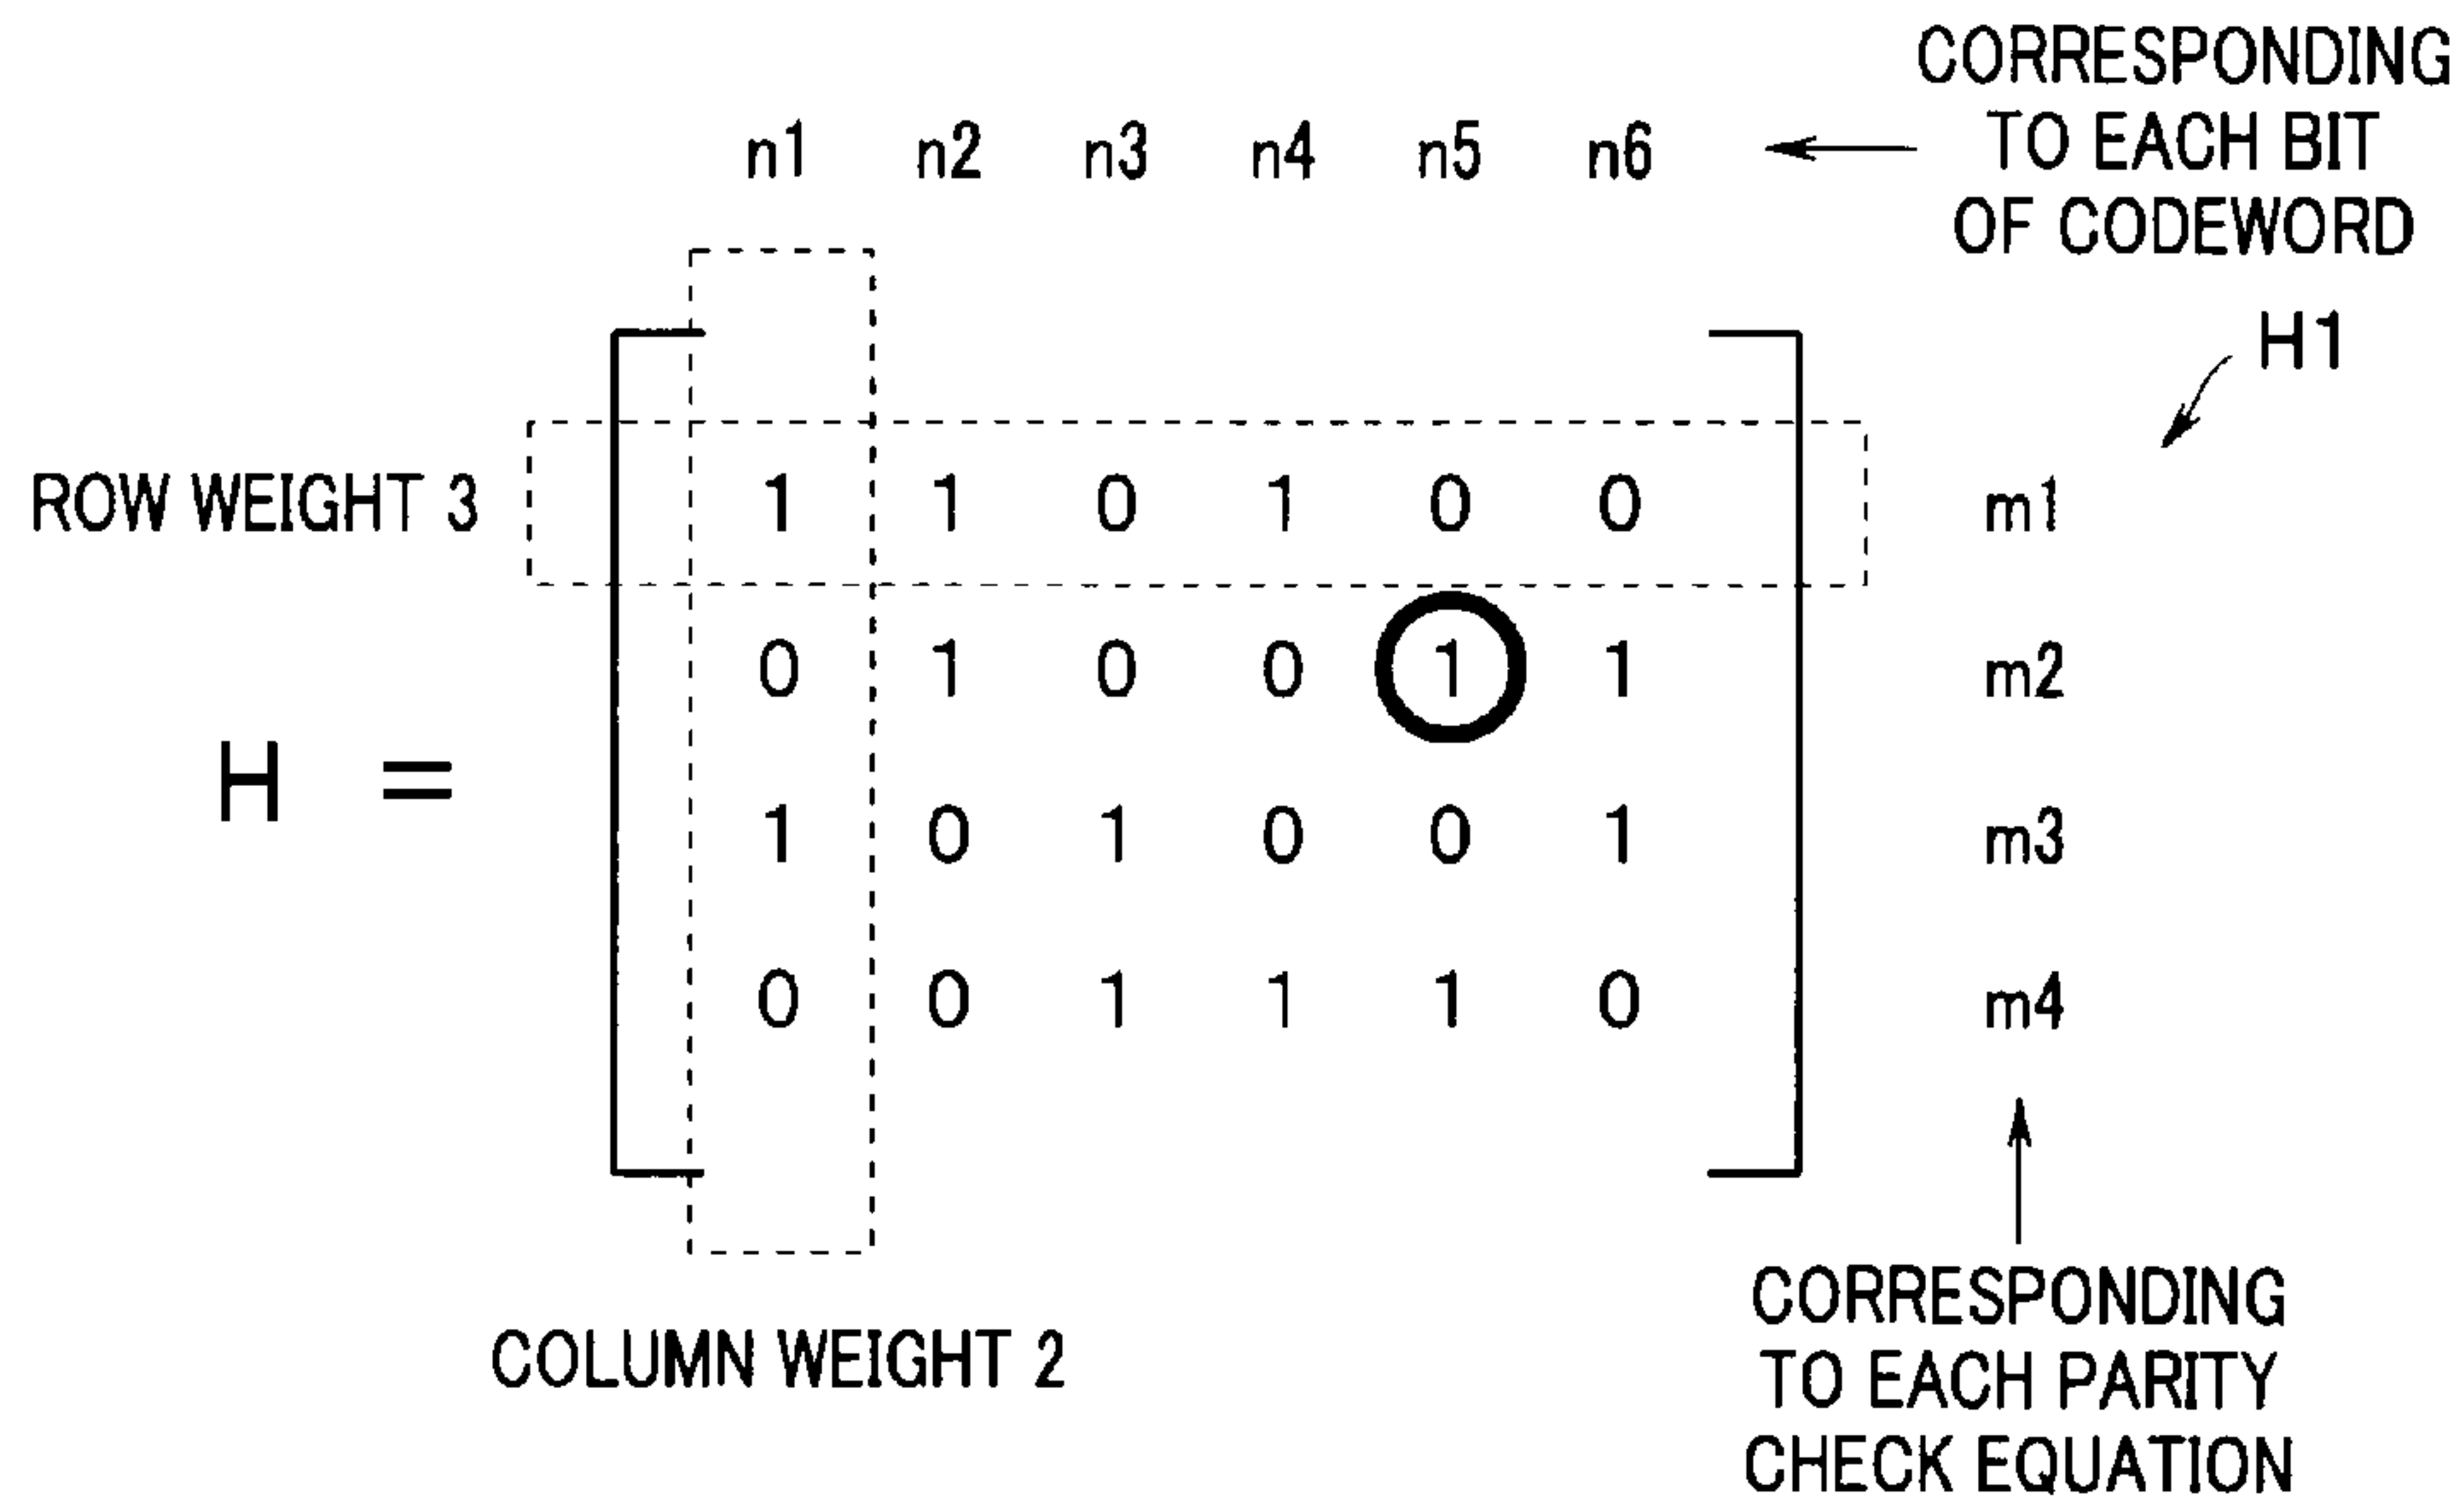 CORRESPONDING
TO EACH BIT
OF CODEWORD
n1 n2 n3 n4 n5 n6
H1
ROW WEIGHT 3
1 1 0 1 0 0 m1
0 1 0 0 1 1 m2
H =
1 0 1 0 0 1 m3
0 0 1 1 1 0 m4
COLUMN WEIGHT 2
CORRESPONDING
TO EACH PARITY
CHECK EQUATION